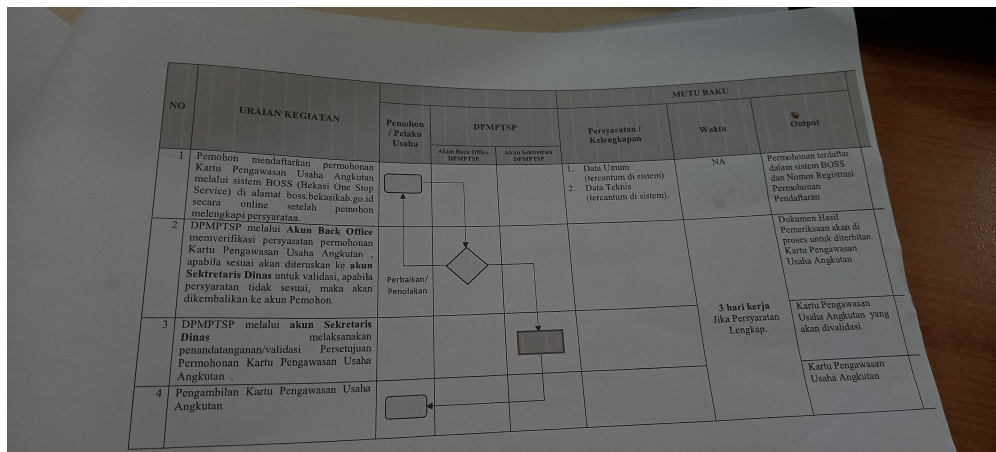 NO
URAIAN KEGIATAN
Pemohon
/ Pelaku
Usaha
DPMPTSP
Akun Back Office
DPMPTSP
Akun Sekretrais
DPMPTSP
MUTU BAKU
Persyaratan /
Kelengkapan
Waktu
Output
1
Pemohon mendaftarkan permohonan
Kartu Pengawasan Usaha Angkutan
melalui sistem BOSS (Bekasi One Stop
Service) di alamat boss.bekasikab.go.id
secara online setelah pemohon
melengkapi persyarataa.
1. Data Umum
(tercantum di sistem)
2. Data Teknis
(tercantum di sistem).
NA
Permohonan terdaftar
dalam sistem BOSS
dan Nomor Registrasi
Permohonan
Pendaftaran
2
DPMPTSP melalui Akun Back Office
memverifikasi persyaatan permohonan
Kartu Pengawasan Usaha Angkutan ,
apabila sesuai akan diteruskan ke akun
Sektretaris Dinas untuk validasi, apabila
persyaratan tidak sesuai, maka akan
dikembalikan ke akun Pemohon.
Perbaikan/
Penolakan
Dokumen Hasil
Pemeriksaan akan di
proses untuk diterbitan
Kartu Pengawasan
Usaha Angkutan
3 hari kerja
Jika Persyaratan
Lengkap.
3
DPMPTSP melalui akun Sekretaris
Dinas melaksanakan
penandatanganan/validasi Persetujuan
Permohonan Kartu Pengawasan Usaha
Angkutan .
Kartu Pengawasan
Usaha Angkutan yang
akan divalidasi
4
Pengambilan Kartu Pengawasan Usaha
Angkutan
Kartu Pengawasan
Usaha Angkutan